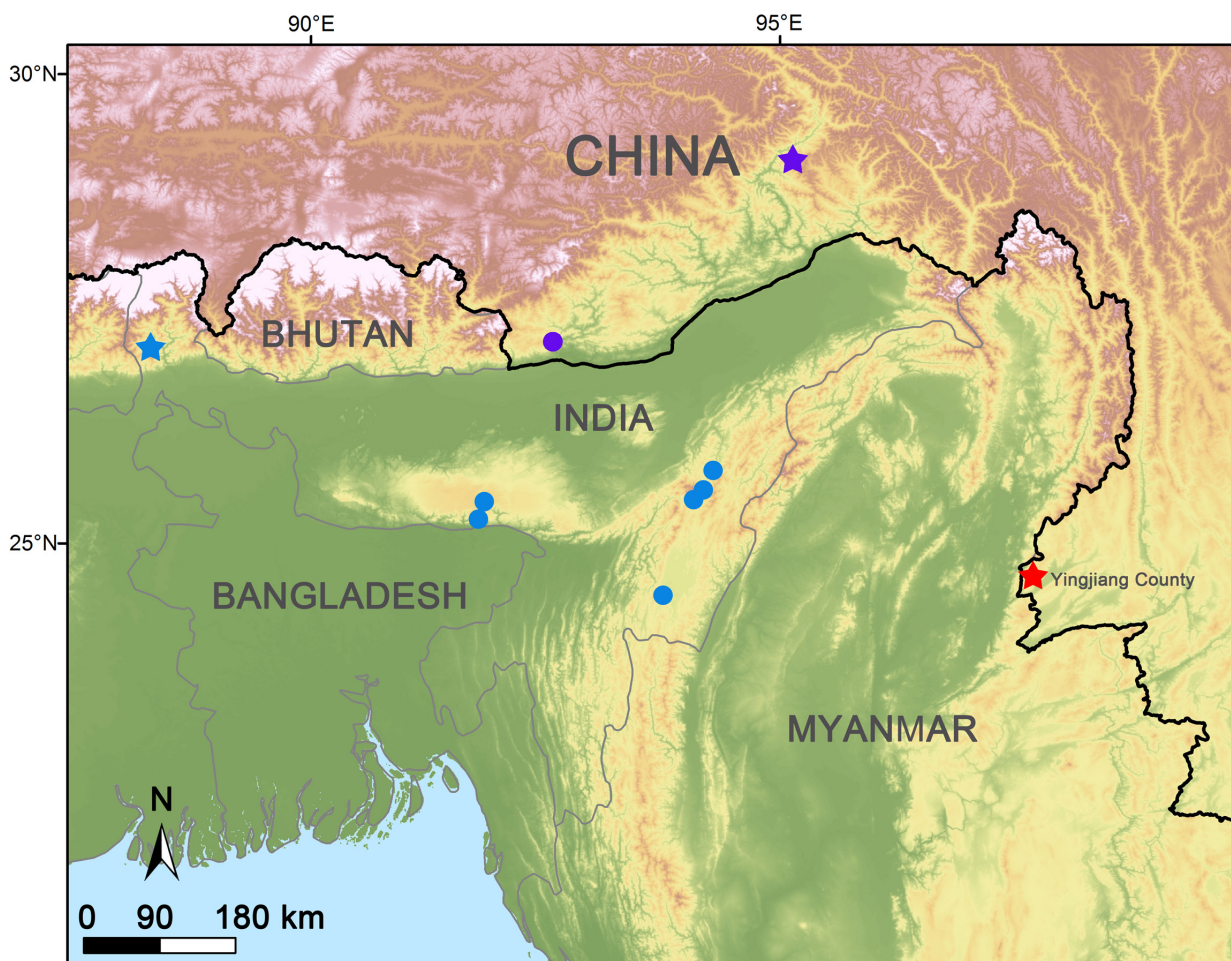 90°E
95°E
30°N
CHINA
BHUTAN
INDIA
25°N
Yingjiang County
BANGLADESH
MYANMAR
N
0 90 180 km